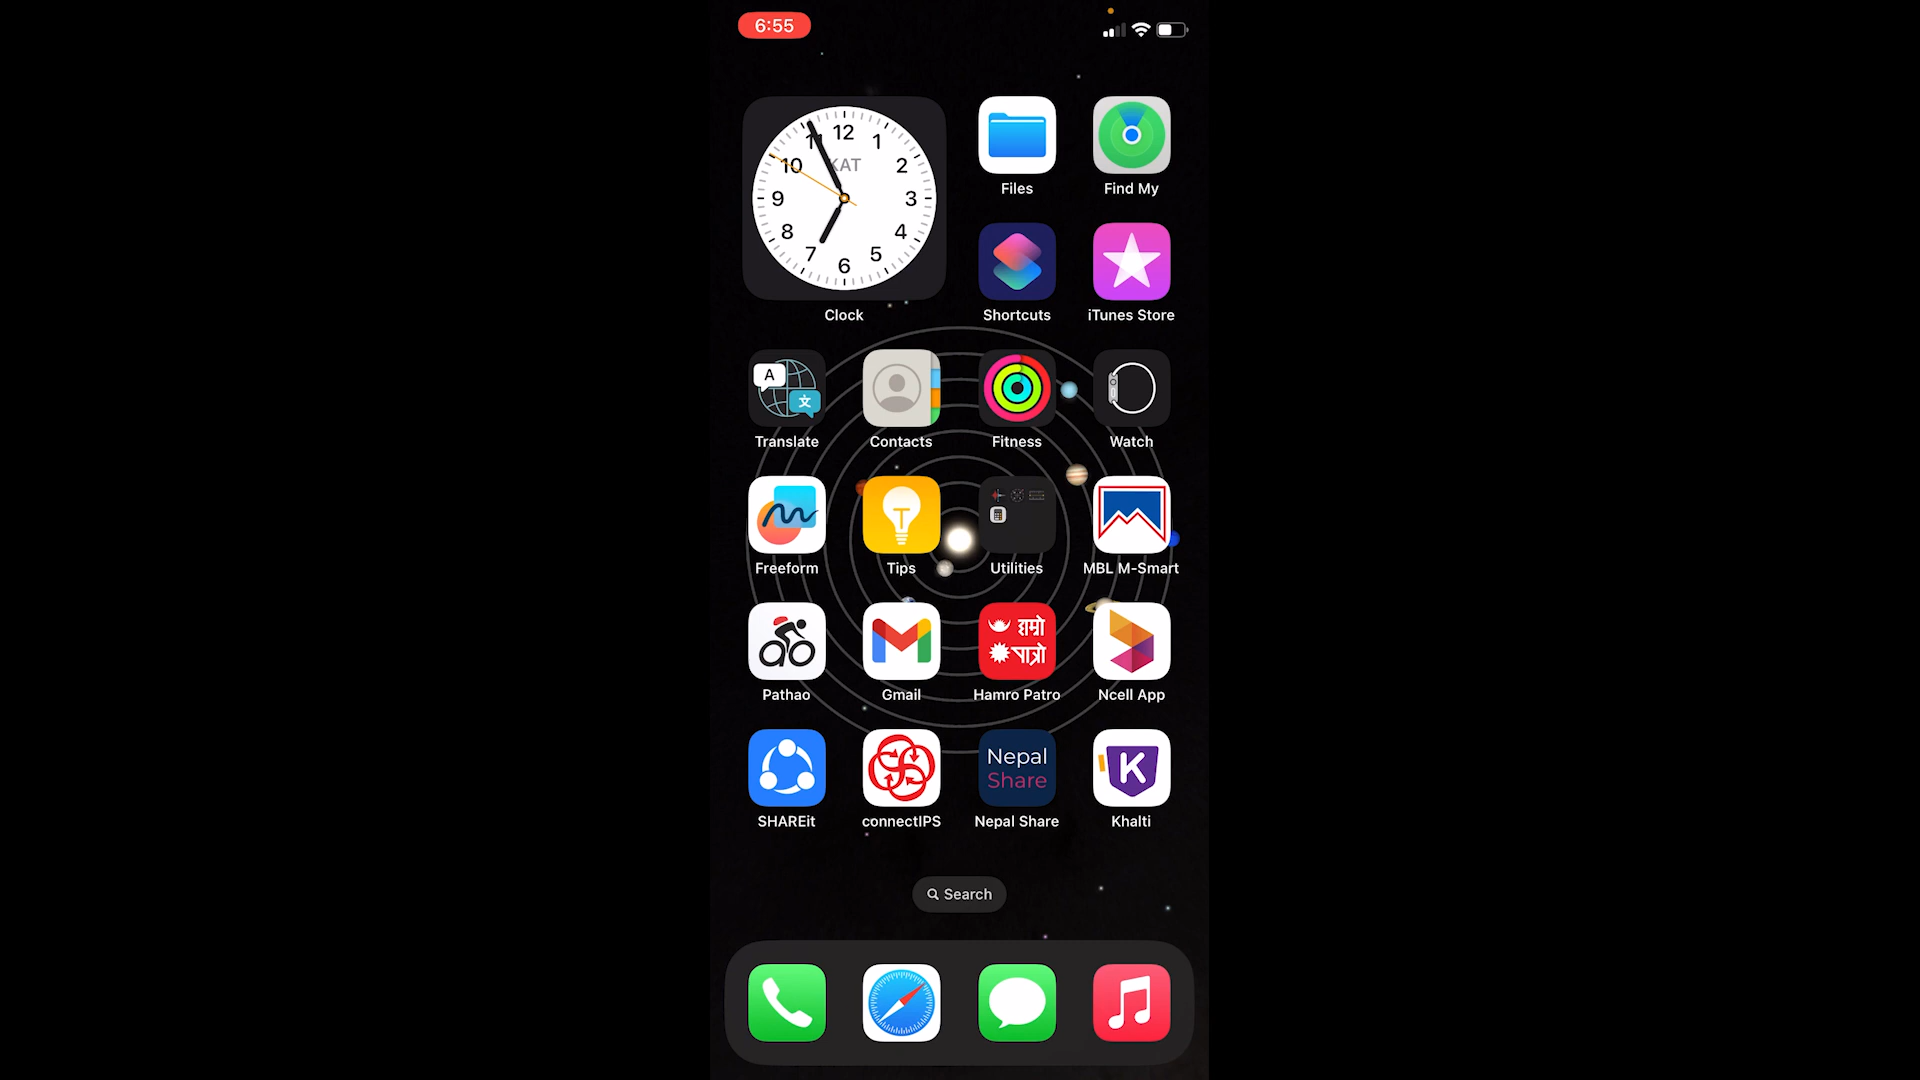 6:55
12
11
1
KAT
10
2
9
3
8
4
7
5
6
Clock
Files
Find My
Shortcuts
iTunes Store
A
文
Translate
Contacts
Fitness
Watch
Freeform
Tips
Utilities
MBL M-Smart
Pathao
Gmail
हाम्रो
पात्रो
Hamro Patro
Ncell App
SHAREit
connectIPS
Nepal
Share
Nepal Share
K
Khalti
Search